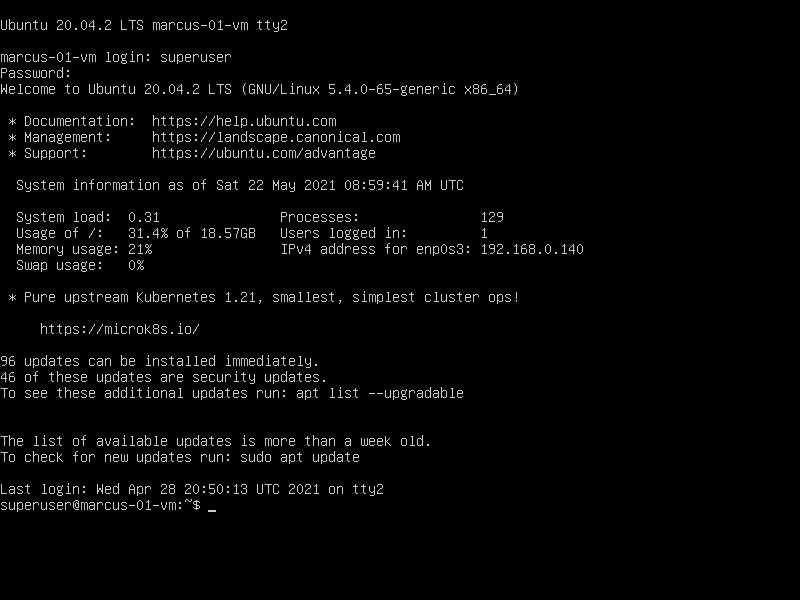 Ubuntu 20.04.2 LTS marcus-01-vm tty2
marcus-01-vm login: superuser
Password:
Welcome to Ubuntu 20.04.2 LTS (GNU/Linux 5.4.0-65-generic x86_64)
* Documentation:  https://help.ubuntu.com
* Management:     https://landscape.canonical.com
* Support:        https://ubuntu.com/advantage
System information as of Sat 22 May 2021 08:59:41 AM UTC
System load:  0.31               Processes:               129
Usage of /:   31.4% of 18.57GB   Users logged in:         1
Memory usage: 21%                IPv4 address for enp0s3: 192.168.0.140
Swap usage:   0%
* Pure upstream Kubernetes 1.21, smallest, simplest cluster ops!
https://microk8s.io/
96 updates can be installed immediately.
46 of these updates are security updates.
To see these additional updates run: apt list --upgradable
The list of available updates is more than a week old.
To check for new updates run: sudo apt update
Last login: Wed Apr 28 20:50:13 UTC 2021 on tty2
superuser@marcus-01-vm:~$ _